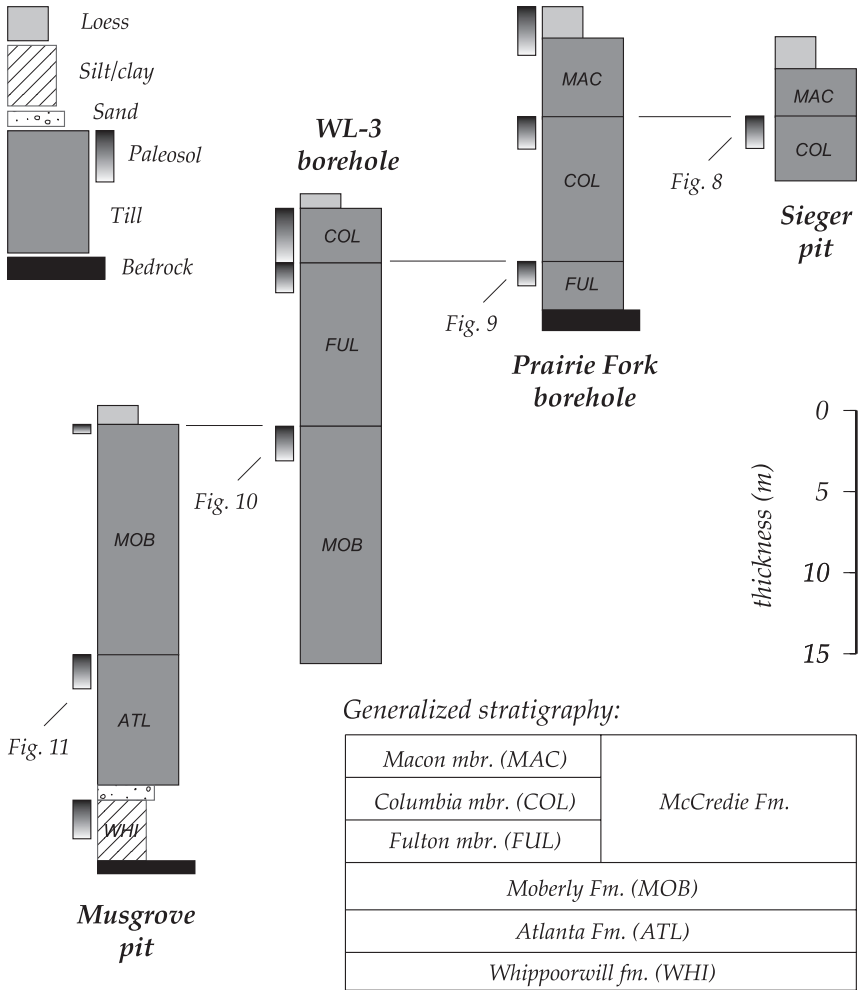 Loess
Silt/clay
Sand
Paleosol
Till
Bedrock
WL-3
borehole
COL
FUL
MOB
MAC
COL
FUL
Prairie Fork
borehole
MAC
COL
Sieger
pit
Fig. 8
Fig. 9
Fig. 10
MOB
ATL
WHI
Fig. 11
Musgrove
pit
thickness (m)
0
5
10
15
Generalized stratigraphy:
Macon mbr. (MAC)
Columbia mbr. (COL)
Fulton mbr. (FUL)
McCredie Fm.
Moberly Fm. (MOB)
Atlanta Fm. (ATL)
Whippoorwill fm. (WHI)